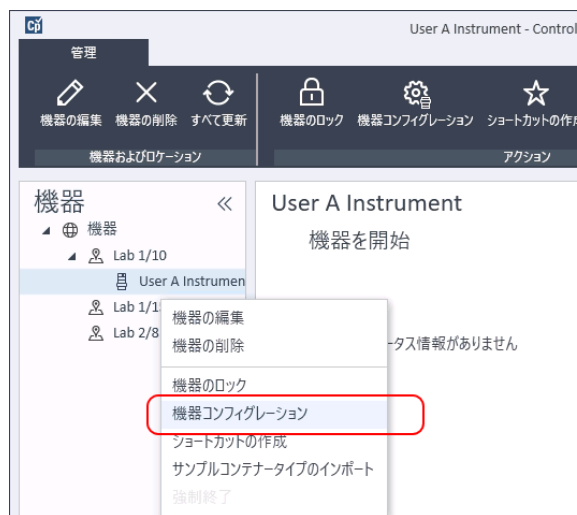 User A Instrument - Control
管理
機器の編集 機器の削除 すべて更新 機器のロック 機器コンフィグレーション ショートカットの作成
機器およびロケーション アクション
機器
機器
Lab 1/10
User A Instrumen
Lab 1/15
Lab 2/8
User A Instrument
機器を開始
ータス情報がありません
機器の編集
機器の削除
機器のロック
機器コンフィグレーション
ショートカットの作成
サンプルコンテナータイプのインポート
強制終了